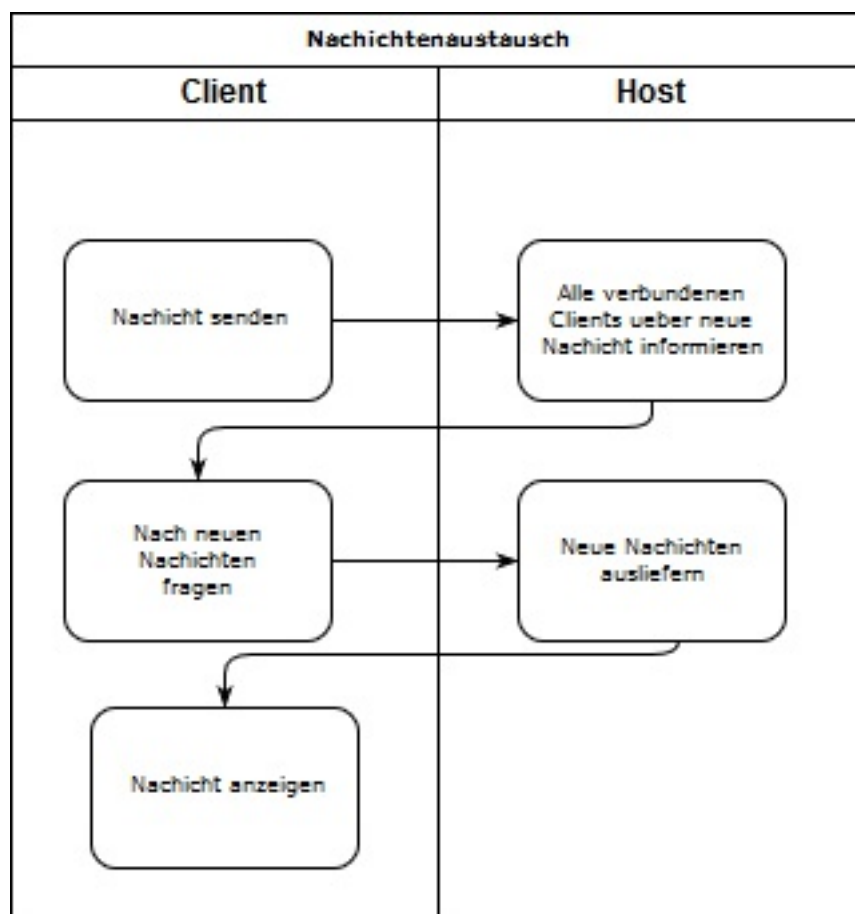 Nachichtenaustausch
Client
Host
Nachicht senden
Alle verbundenen
Clients ueber neue
Nachicht informieren
Nach neuen
Nachichten
fragen
Neue Nachichten
ausliefern
Nachicht anzeigen